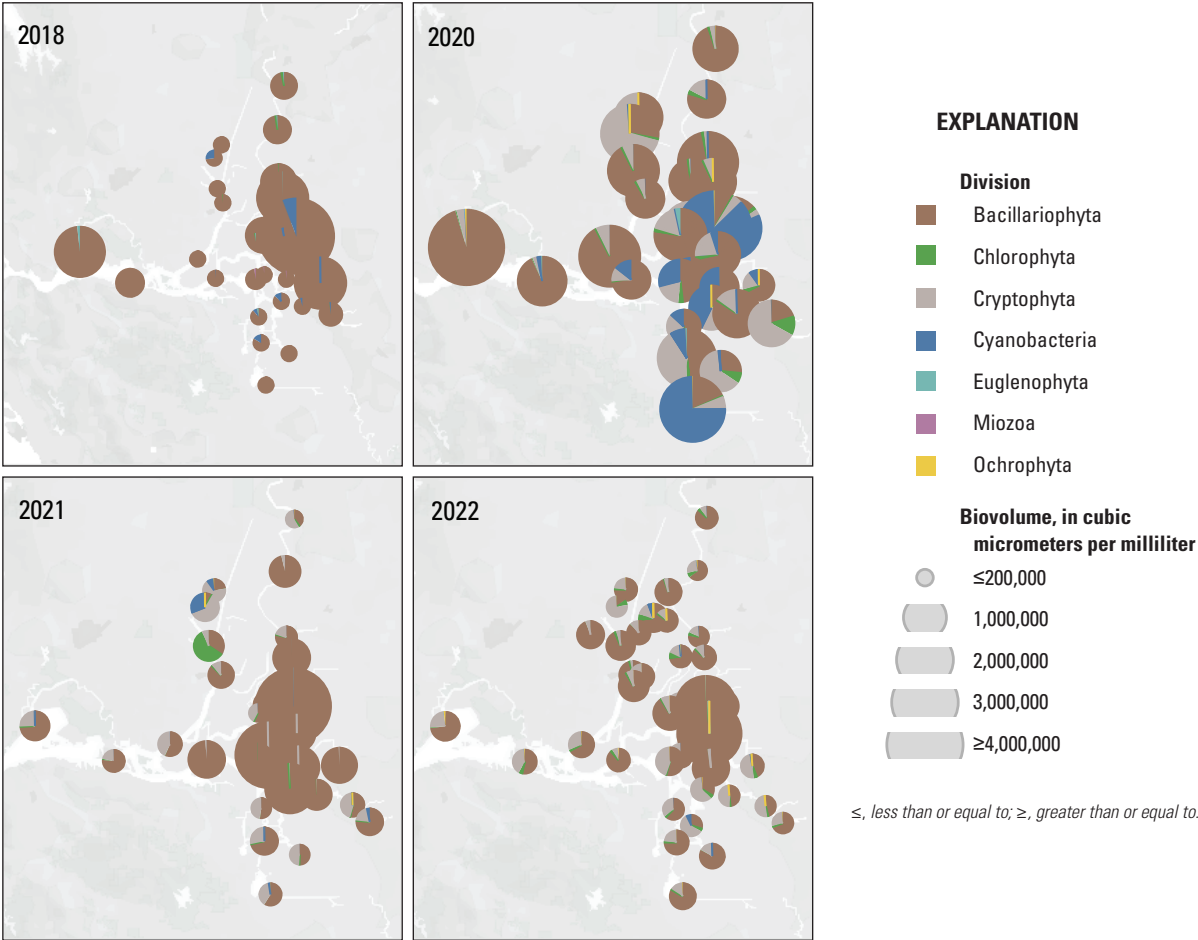 2018
2020
2021
2022
EXPLANATION
Division
Bacillariophyta
Chlorophyta
Cryptophyta
Cyanobacteria
Euglenophyta
Miozoa
Ochrophyta
Biovolume, in cubic
micrometers per milliliter
≤200,000
1,000,000
2,000,000
3,000,000
≥4,000,000
≤, less than or equal to; ≥, greater than or equal to.